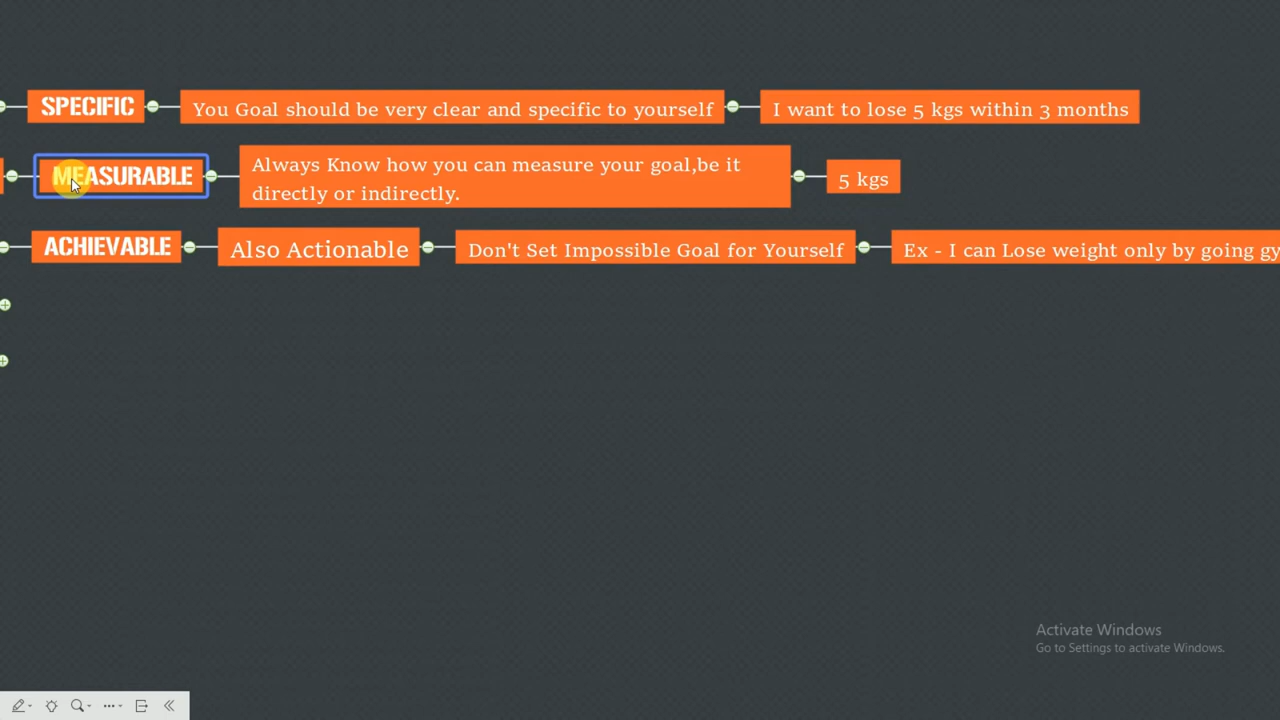 SPECIFIC
You Goal should be very clear and specific to yourself
I want to lose 5 kgs within 3 months
MEASURABLE
Always Know how you can measure your goal,be it
directly or indirectly.
5 kgs
ACHIEVABLE
Also Actionable
Don't Set Impossible Goal for Yourself
Ex - I can Lose weight only by going gy
Activate Windows
Go to Settings to activate Windows.